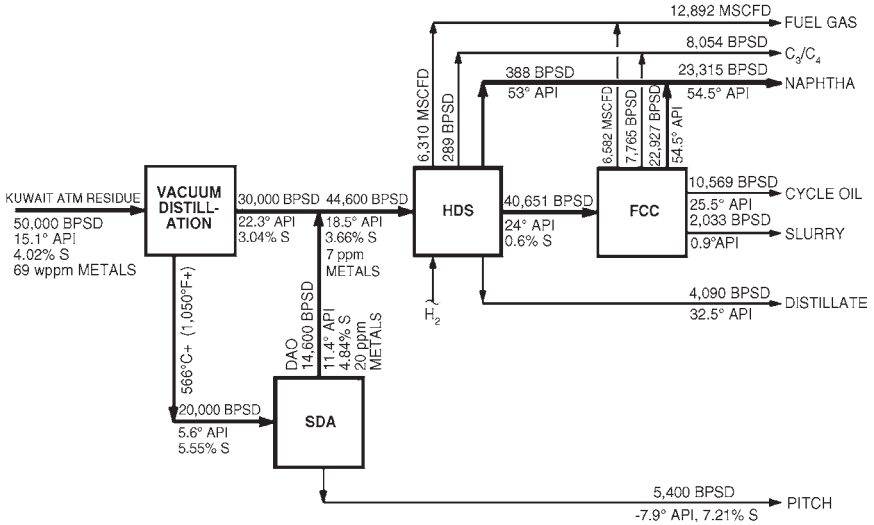 12,892 MSCFD
FUEL GAS
8,054 BPSD
C₃/C₄
388 BPSD
53° API
23,315 BPSD
54.5° API
NAPHTHA
6,310 MSCFD
289 BPSD
6,582 MSCFD
7,765 BPSD
22,927 BPSD
54.5° API
KUWAIT ATM RESIDUE
50,000 BPSD
15.1° API
4.02% S
69 wppm METALS
VACUUM
DISTILL-
ATION
30,000 BPSD
22.3° API
3.04% S
44,600 BPSD
18.5° API
3.66% S
7 ppm
METALS
HDS
40,651 BPSD
24° API
0.6% S
FCC
10,569 BPSD
25.5° API
CYCLE OIL
2,033 BPSD
0.9°API
SLURRY
H₂
4,090 BPSD
32.5° API
DISTILLATE
566°C+ (1,050°F+)
DAO
14,600 BPSD
11.4° API
4.84% S
20 ppm
METALS
20,000 BPSD
5.6° API
5.55% S
SDA
5,400 BPSD
-7.9° API, 7.21% S
PITCH